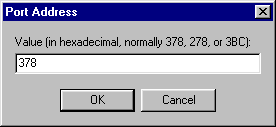 Port Address
Value (in hexadecimal, normally 378, 278, or 3BC):
378
OK Cancel